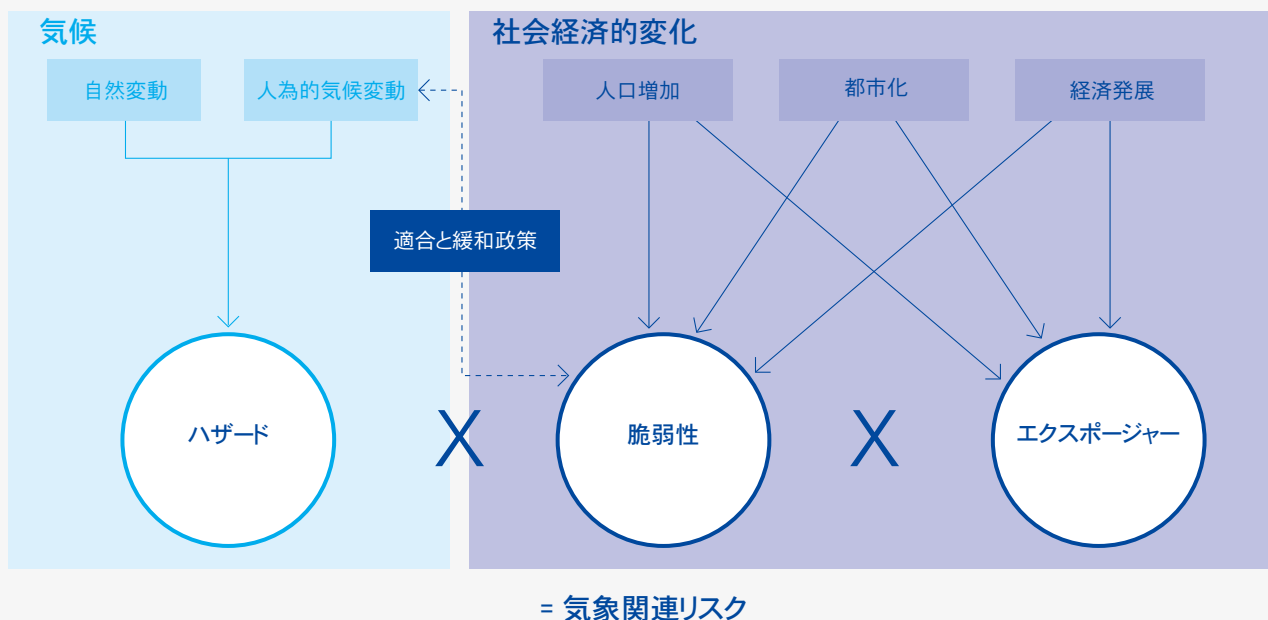 気候
社会経済的変化
自然変動
人為的気候変動
人口増加
都市化
経済発展
適合と緩和政策
ハザード
X
脆弱性
X
エクスポージャー
= 気象関連リスク